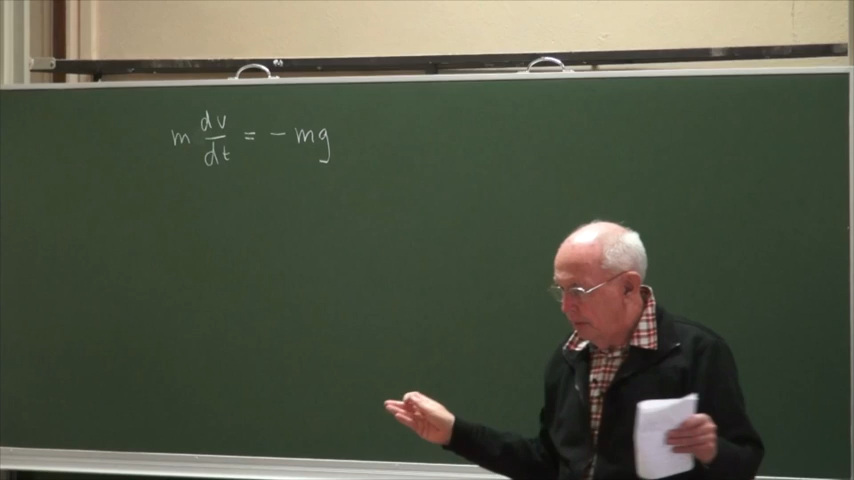 m dv/dt = - mg